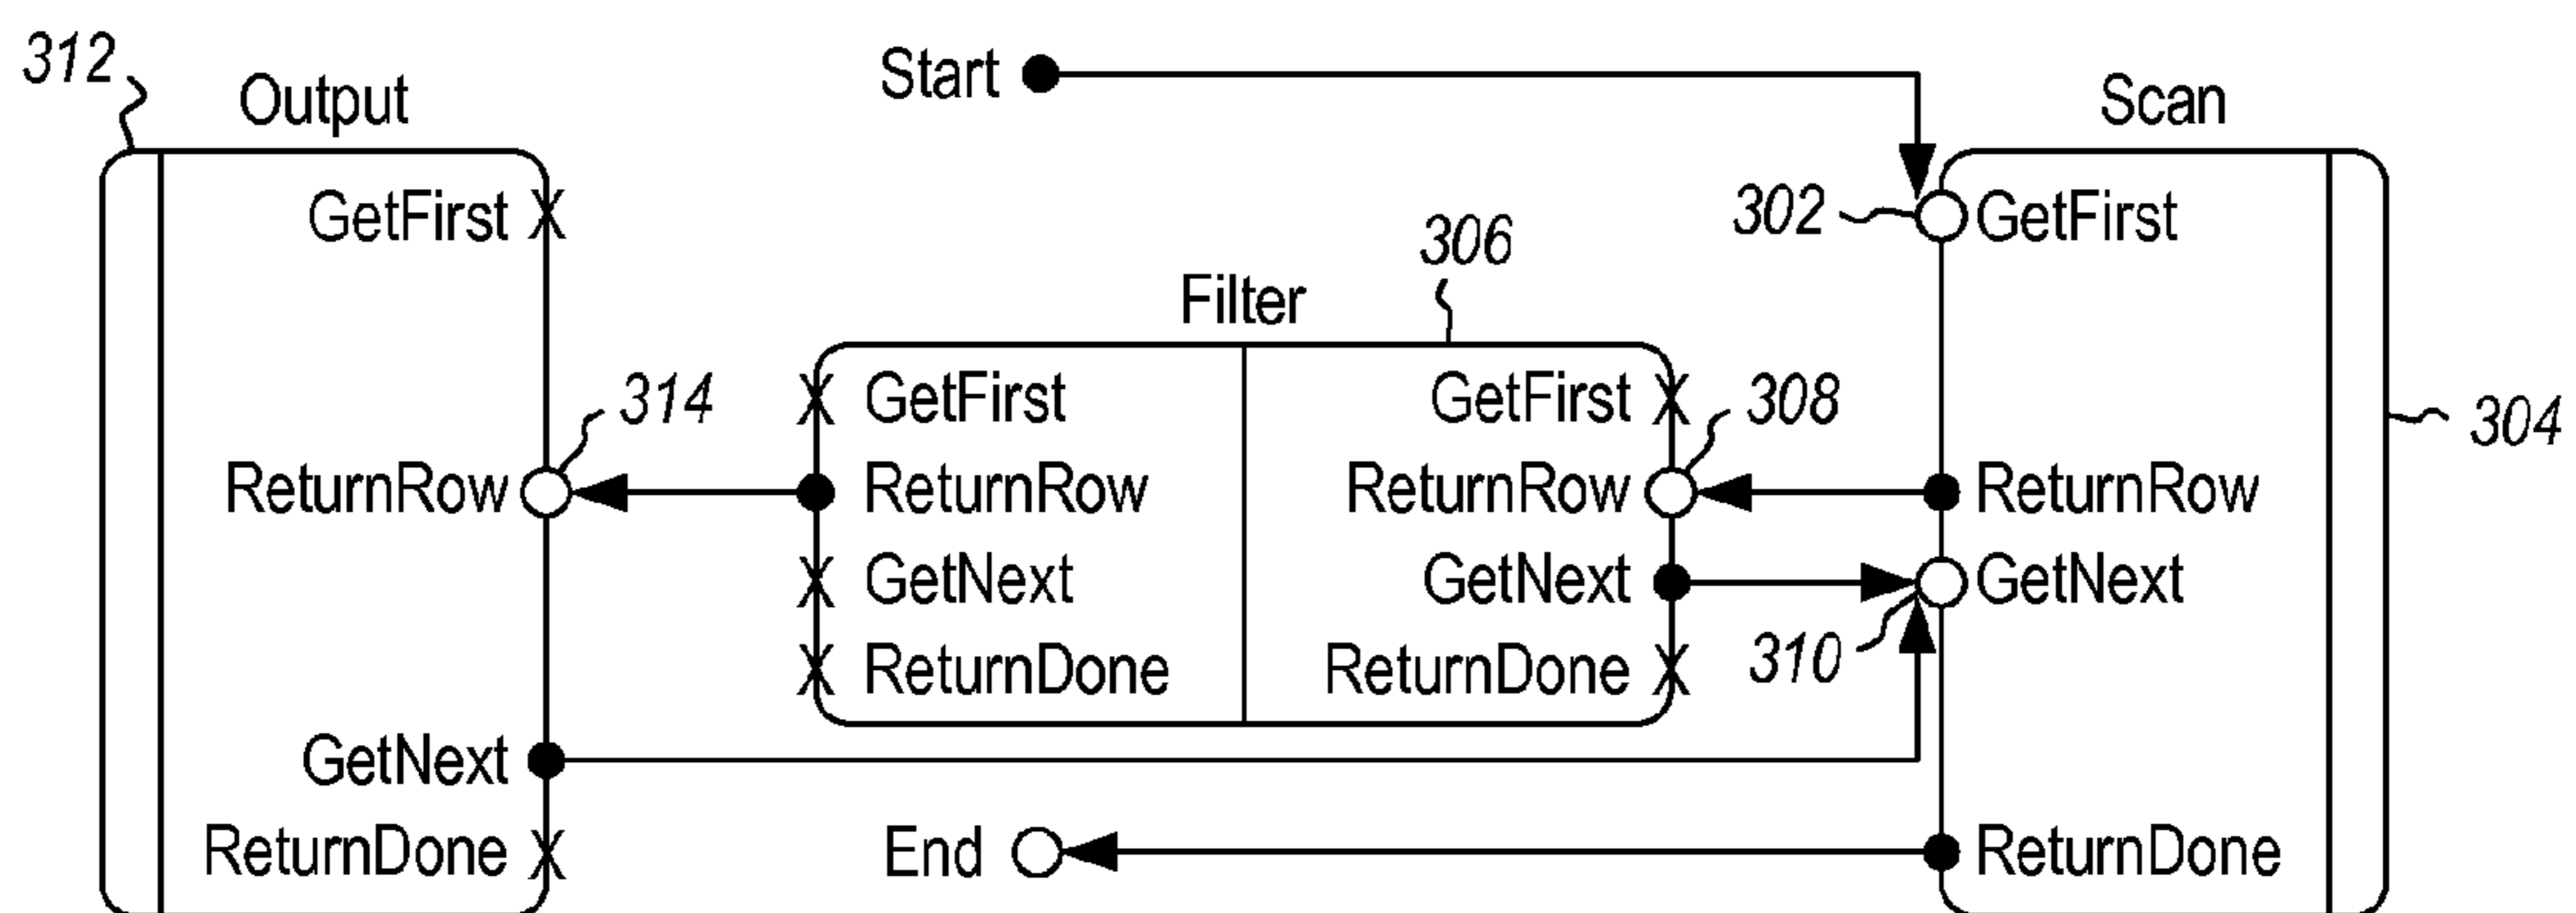 312
Output
Start
Scan
GetFirst X
302
GetFirst
306
Filter
314
X GetFirst
GetFirst X
308
304
ReturnRow
ReturnRow
ReturnRow
ReturnRow
X GetNext
GetNext
GetNext
310
X ReturnDone
ReturnDone X
GetNext
ReturnDone X
End
ReturnDone